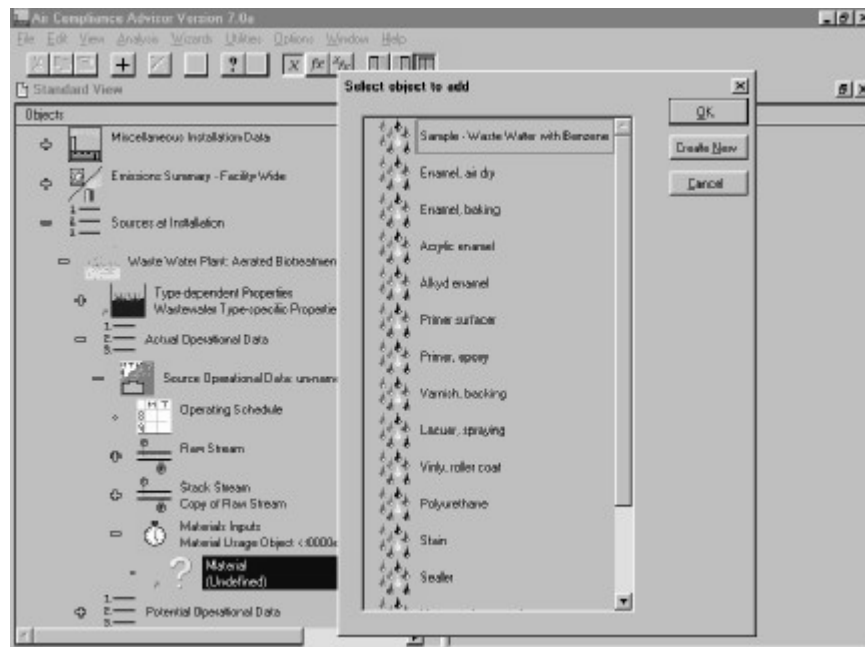 Air Compliance Advisor Version 7.0a
File Edit View Analysis Wizards Utilities Options Window Help
Standard View
Objects
Miscellaneous Installation Data
Emissions Summary - Facility Wide
Sources at Installation
Waste Water Plant: Aerated Biotreatmen
Type-dependent Properties
Wastewater Type-specific Propertie
Actual Operational Data
Source Operational Data: un-name
Operating Schedule
Raw Stream
Stack Stream
Copy of Raw Stream
Materials Inputs
Material Usage Object
Material
(Undefined)
Potential Operational Data
Select object to add
Sample - Waste Water with Benzene
Enamel, air dry
Enamel, baking
Acrylic enamel
Alkyd enamel
Primer surfacer
Primer, epoxy
Varnish, backing
Lacuer, spraying
Vinly, roller coat
Polyurethane
Stain
Sealer
OK
Create New
Cancel